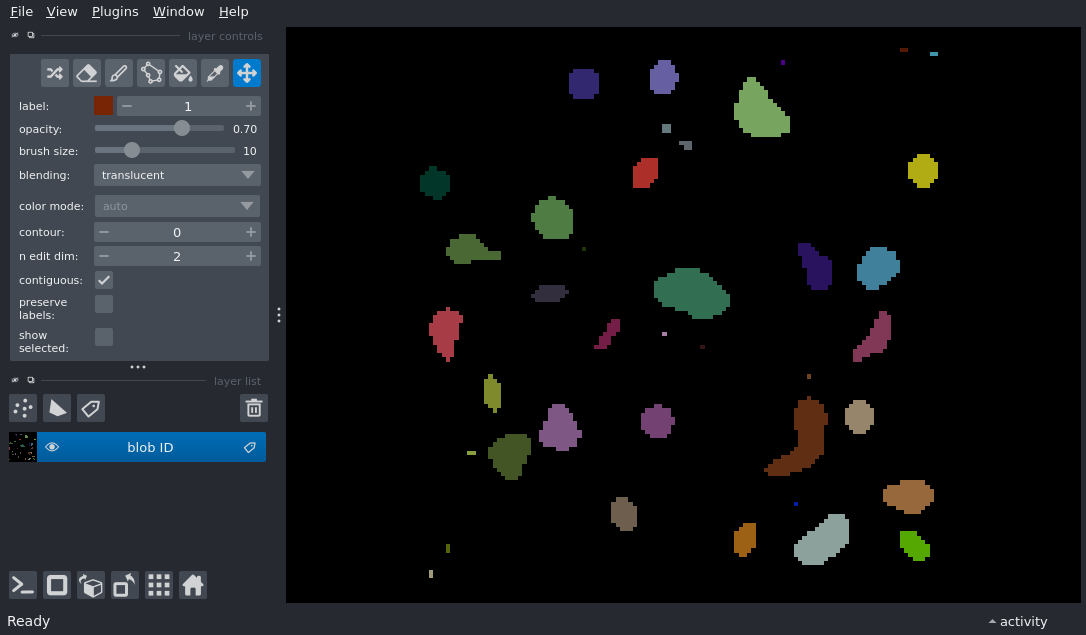 File View Plugins Window Help
layer controls
label: 1
opacity: 0.70
brush size: 10
blending: translucent
color mode: auto
contour: 0
n edit dim: 2
contiguous:
preserve
labels:
show
selected:
layer list
blob ID
Ready
activity